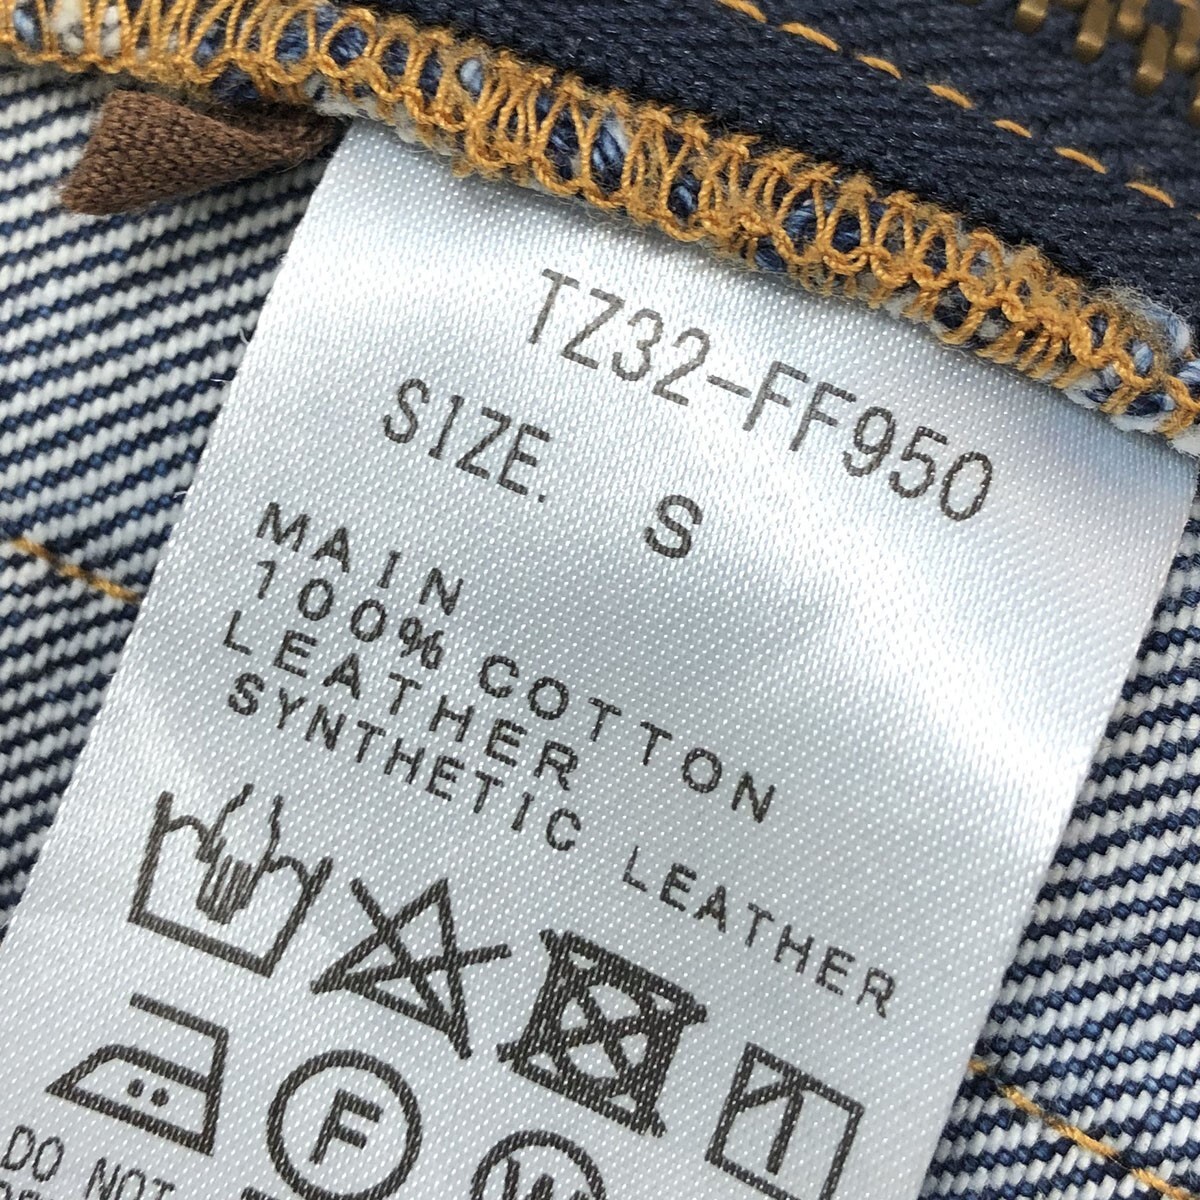 TZ32-FF950
SIZE. S
MAIN
100% COTTON
LEATHER
SYNTHETIC LEATHER
F
W
DO NOT